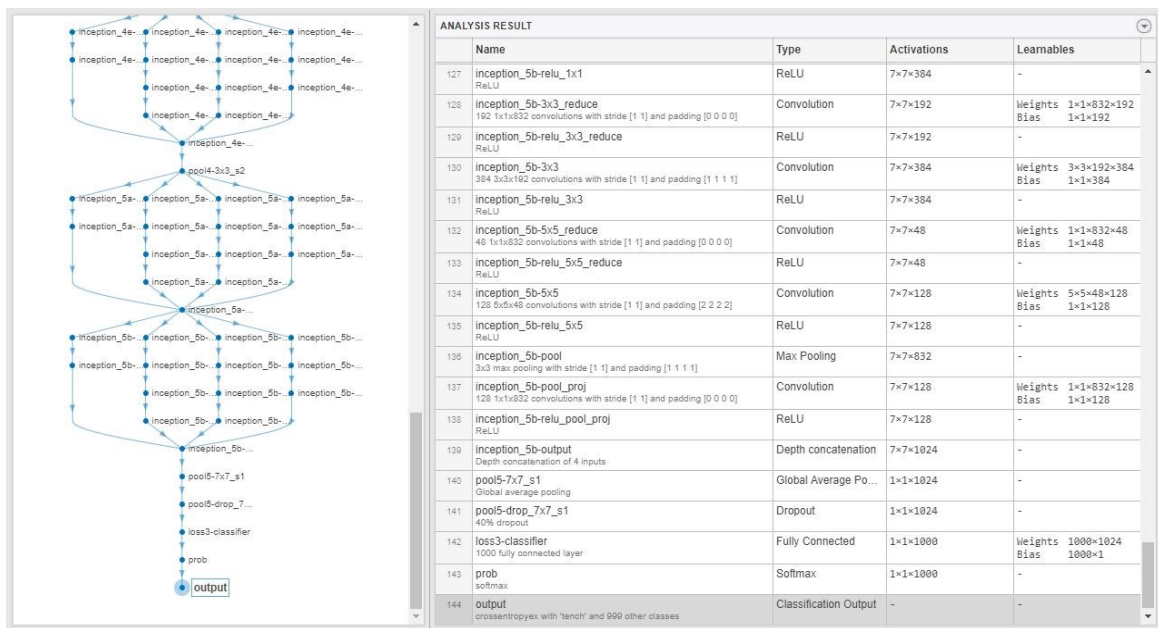 inception_4e-... inception_4e-... inception_4e-... inception_4e-...
inception_4e-... inception_4e-... inception_4e-... inception_4e-...
inception_4e-... inception_4e-... inception_4e-...
inception_4e-... inception_4e-...
inception_4e-...
pool4-3x3_s2
inception_5a-... inception_5a-... inception_5a-... inception_5a-...
inception_5a-... inception_5a-... inception_5a-... inception_5a-...
inception_5a-... inception_5a-... inception_5a-...
inception_5a-... inception_5a-...
inception_5a-...
inception_5b-... inception_5b-... inception_5b-... inception_5b-...
inception_5b-... inception_5b-... inception_5b-... inception_5b-...
inception_5b-... inception_5b-... inception_5b-...
inception_5b-... inception_5b-...
inception_5b-...
pool5-7x7_s1
pool5-drop_7...
loss3-classifier
prob
output
ANALYSIS RESULT
Name Type Activations Learnables
127 inception_5b-relu_1x1 ReLU 7×7×384 -
ReLU
128 inception_5b-3x3_reduce Convolution 7×7×192 Weights 1×1×832×192
192 1x1x832 convolutions with stride [1 1] and padding [0 0 0 0] Bias 1×1×192
129 inception_5b-relu_3x3_reduce ReLU 7×7×192 -
ReLU
130 inception_5b-3x3 Convolution 7×7×384 Weights 3×3×192×384
384 3x3x192 convolutions with stride [1 1] and padding [1 1 1 1] Bias 1×1×384
131 inception_5b-relu_3x3 ReLU 7×7×384 -
ReLU
132 inception_5b-5x5_reduce Convolution 7×7×48 Weights 1×1×832×48
48 1x1x832 convolutions with stride [1 1] and padding [0 0 0 0] Bias 1×1×48
133 inception_5b-relu_5x5_reduce ReLU 7×7×48 -
ReLU
134 inception_5b-5x5 Convolution 7×7×128 Weights 5×5×48×128
128 5x5x48 convolutions with stride [1 1] and padding [2 2 2 2] Bias 1×1×128
135 inception_5b-relu_5x5 ReLU 7×7×128 -
ReLU
136 inception_5b-pool Max Pooling 7×7×832 -
3x3 max pooling with stride [1 1] and padding [1 1 1 1]
137 inception_5b-pool_proj Convolution 7×7×128 Weights 1×1×832×128
128 1x1x832 convolutions with stride [1 1] and padding [0 0 0 0] Bias 1×1×128
138 inception_5b-relu_pool_proj ReLU 7×7×128 -
ReLU
139 inception_5b-output Depth concatenation 7×7×1024 -
Depth concatenation of 4 inputs
140 pool5-7x7_s1 Global Average Po... 1×1×1024 -
Global average pooling
141 pool5-drop_7x7_s1 Dropout 1×1×1024 -
40% dropout
142 loss3-classifier Fully Connected 1×1×1000 Weights 1000×1024
1000 fully connected layer Bias 1000×1
143 prob Softmax 1×1×1000 -
softmax
144 output Classification Output - -
crossentropyex with 'tench' and 999 other classes